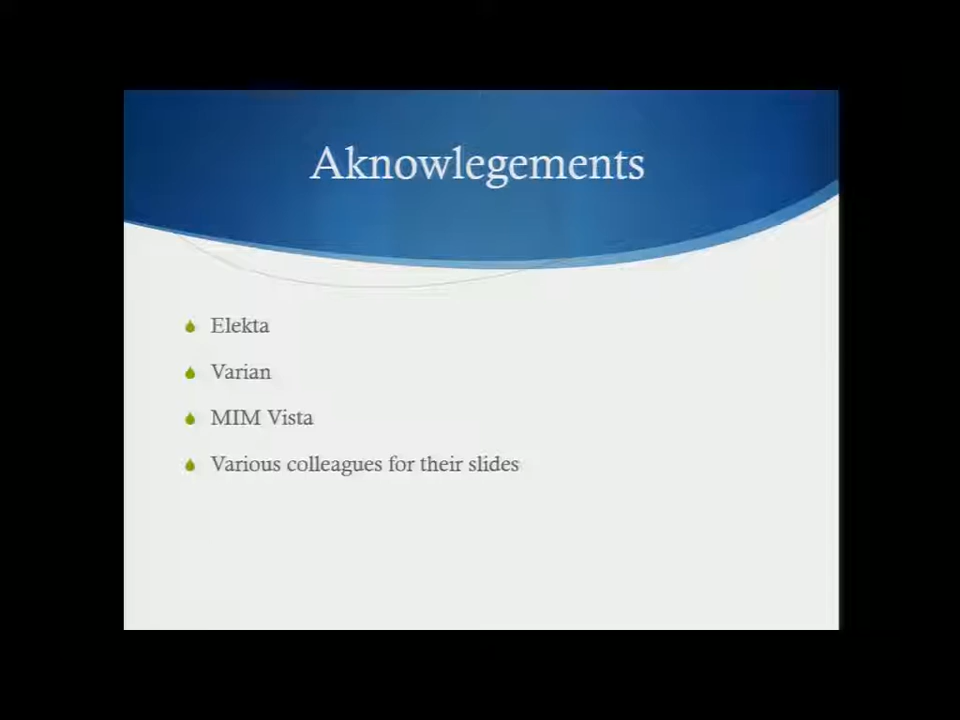 Aknowlegements
Elekta
Varian
MIM Vista
Various colleagues for their slides